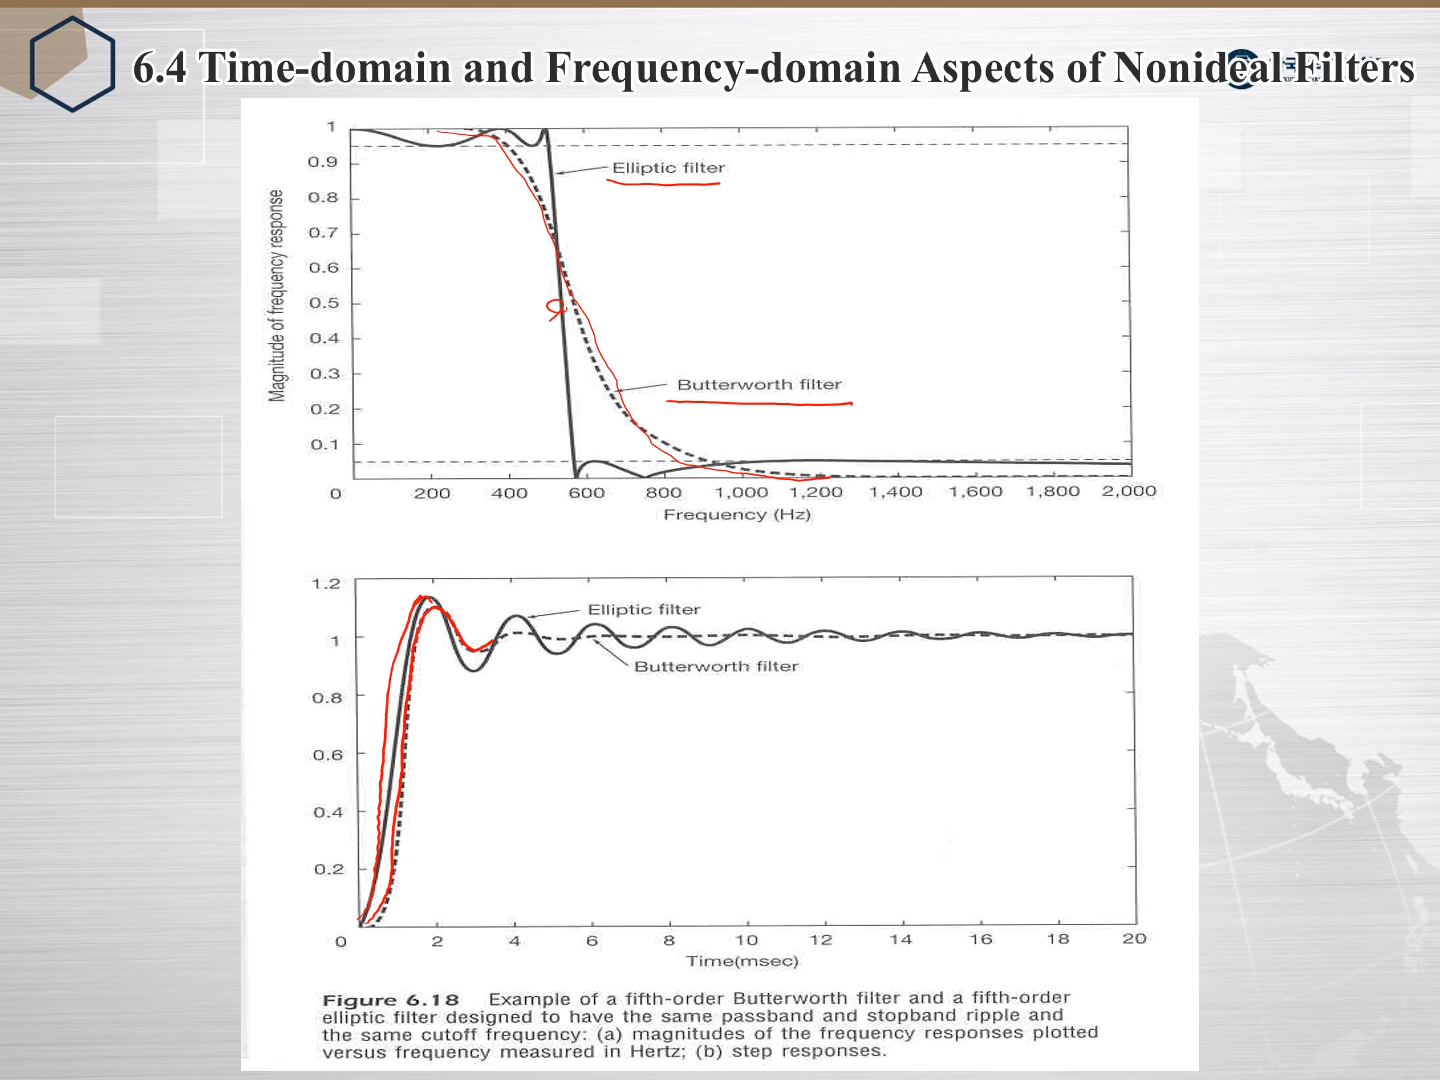 6.4 Time-domain and Frequency-domain Aspects of Nonideal Filters
1
0.9
0.8
0.7
0.6
0.5
0.4
0.3
0.2
0.1
Magnitude of frequency response
Elliptic filter
Butterworth filter
0 200 400 600 800 1,000 1,200 1,400 1,600 1,800 2,000
Frequency (Hz)
1.2
1
0.8
0.6
0.4
0.2
Elliptic filter
Butterworth filter
0 2 4 6 8 10 12 14 16 18 20
Time(msec)
Figure 6.18 Example of a fifth-order Butterworth filter and a fifth-order
elliptic filter designed to have the same passband and stopband ripple and
the same cutoff frequency: (a) magnitudes of the frequency responses plotted
versus frequency measured in Hertz; (b) step responses.